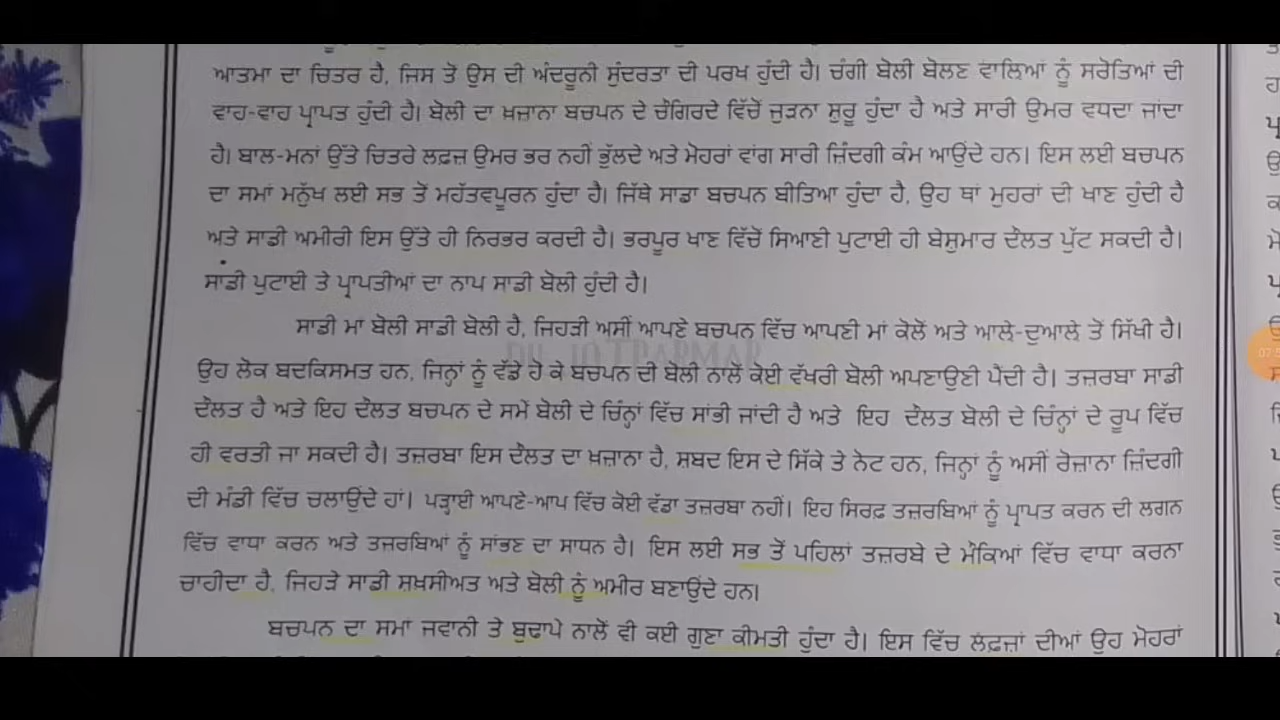 ਆਤਮਾ ਦਾ ਚਿਤਰ ਹੈ, ਜਿਸ ਤੋਂ ਉਸ ਦੀ ਅੰਦਰੂਨੀ ਸੁੰਦਰਤਾ ਦੀ ਪਰਖ ਹੁੰਦੀ ਹੈ। ਚੰਗੀ ਬੋਲੀ ਬੋਲਣ ਵਾਲਿਆਂ ਨੂੰ ਸਰੋਤਿਆਂ ਦੀ
ਵਾਹ-ਵਾਹ ਪ੍ਰਾਪਤ ਹੁੰਦੀ ਹੈ। ਬੋਲੀ ਦਾ ਖ਼ਜ਼ਾਨਾ ਬਚਪਨ ਦੇ ਚੌਗਿਰਦੇ ਵਿੱਚੋਂ ਜੁੜਨਾ ਸ਼ੁਰੂ ਹੁੰਦਾ ਹੈ ਅਤੇ ਸਾਰੀ ਉਮਰ ਵਧਦਾ ਜਾਂਦਾ
ਹੈ। ਬਾਲ-ਮਨਾਂ ਉੱਤੇ ਚਿਤਰੇ ਲਫ਼ਜ਼ ਉਮਰ ਭਰ ਨਹੀਂ ਭੁੱਲਦੇ ਅਤੇ ਮੋਹਰਾਂ ਵਾਂਗ ਸਾਰੀ ਜ਼ਿੰਦਗੀ ਕੰਮ ਆਉਂਦੇ ਹਨ। ਇਸ ਲਈ ਬਚਪਨ
ਦਾ ਸਮਾਂ ਮਨੁੱਖ ਲਈ ਸਭ ਤੋਂ ਮਹੱਤਵਪੂਰਨ ਹੁੰਦਾ ਹੈ। ਜਿੱਥੇ ਸਾਡਾ ਬਚਪਨ ਬੀਤਿਆ ਹੁੰਦਾ ਹੈ, ਉਹ ਥਾਂ ਮੁਹਰਾਂ ਦੀ ਖਾਣ ਹੁੰਦੀ ਹੈ
ਅਤੇ ਸਾਡੀ ਅਮੀਰੀ ਇਸ ਉੱਤੇ ਹੀ ਨਿਰਭਰ ਕਰਦੀ ਹੈ। ਭਰਪੂਰ ਖਾਣ ਵਿੱਚੋਂ ਸਿਆਣੀ ਪੁਟਾਈ ਹੀ ਬੇਸ਼ੁਮਾਰ ਦੌਲਤ ਪੁੱਟ ਸਕਦੀ ਹੈ।
ਸਾਡੀ ਪੁਟਾਈ ਤੇ ਪ੍ਰਾਪਤੀਆਂ ਦਾ ਨਾਪ ਸਾਡੀ ਬੋਲੀ ਹੁੰਦੀ ਹੈ।
ਸਾਡੀ ਮਾਂ ਬੋਲੀ ਸਾਡੀ ਬੋਲੀ ਹੈ, ਜਿਹੜੀ ਅਸੀਂ ਆਪਣੇ ਬਚਪਨ ਵਿੱਚ ਆਪਣੀ ਮਾਂ ਕੋਲੋਂ ਅਤੇ ਆਲੇ-ਦੁਆਲੇ ਤੋਂ ਸਿੱਖੀ ਹੈ।
ਉਹ ਲੋਕ ਬਦਕਿਸਮਤ ਹਨ, ਜਿਨ੍ਹਾਂ ਨੂੰ ਵੱਡੇ ਹੋ ਕੇ ਬਚਪਨ ਦੀ ਬੋਲੀ ਨਾਲੋਂ ਕੋਈ ਵੱਖਰੀ ਬੋਲੀ ਅਪਣਾਉਣੀ ਪੈਂਦੀ ਹੈ। ਤਜ਼ਰਬਾ ਸਾਡੀ
ਦੌਲਤ ਹੈ ਅਤੇ ਇਹ ਦੌਲਤ ਬਚਪਨ ਦੇ ਸਮੇਂ ਬੋਲੀ ਦੇ ਚਿੰਨ੍ਹਾਂ ਵਿੱਚ ਸਾਂਭੀ ਜਾਂਦੀ ਹੈ ਅਤੇ ਇਹ ਦੌਲਤ ਬੋਲੀ ਦੇ ਚਿੰਨ੍ਹਾਂ ਦੇ ਰੂਪ ਵਿੱਚ
ਹੀ ਵਰਤੀ ਜਾ ਸਕਦੀ ਹੈ। ਤਜ਼ਰਬਾ ਇਸ ਦੌਲਤ ਦਾ ਖ਼ਜ਼ਾਨਾ ਹੈ, ਸ਼ਬਦ ਇਸ ਦੇ ਸਿੱਕੇ ਤੇ ਨੋਟ ਹਨ, ਜਿਨ੍ਹਾਂ ਨੂੰ ਅਸੀਂ ਰੋਜ਼ਾਨਾ ਜ਼ਿੰਦਗੀ
ਦੀ ਮੰਡੀ ਵਿੱਚ ਚਲਾਉਂਦੇ ਹਾਂ। ਪੜ੍ਹਾਈ ਆਪਣੇ-ਆਪ ਵਿੱਚ ਕੋਈ ਵੱਡਾ ਤਜ਼ਰਬਾ ਨਹੀਂ। ਇਹ ਸਿਰਫ਼ ਤਜ਼ਰਬਿਆਂ ਨੂੰ ਪ੍ਰਾਪਤ ਕਰਨ ਦੀ ਲਗਨ
ਵਿੱਚ ਵਾਧਾ ਕਰਨ ਅਤੇ ਤਜ਼ਰਬਿਆਂ ਨੂੰ ਸਾਂਭਣ ਦਾ ਸਾਧਨ ਹੈ। ਇਸ ਲਈ ਸਭ ਤੋਂ ਪਹਿਲਾਂ ਤਜ਼ਰਬੇ ਦੇ ਮੌਕਿਆਂ ਵਿੱਚ ਵਾਧਾ ਕਰਨਾ
ਚਾਹੀਦਾ ਹੈ, ਜਿਹੜੇ ਸਾਡੀ ਸ਼ਖ਼ਸੀਅਤ ਅਤੇ ਬੋਲੀ ਨੂੰ ਅਮੀਰ ਬਣਾਉਂਦੇ ਹਨ।
ਬਚਪਨ ਦਾ ਸਮਾਂ ਜਵਾਨੀ ਤੇ ਬੁਢਾਪੇ ਨਾਲੋਂ ਵੀ ਕਈ ਗੁਣਾ ਕੀਮਤੀ ਹੁੰਦਾ ਹੈ। ਇਸ ਵਿੱਚ ਲਫ਼ਜ਼ਾਂ ਦੀਆਂ ਉਹ ਮੋਹਰਾਂ